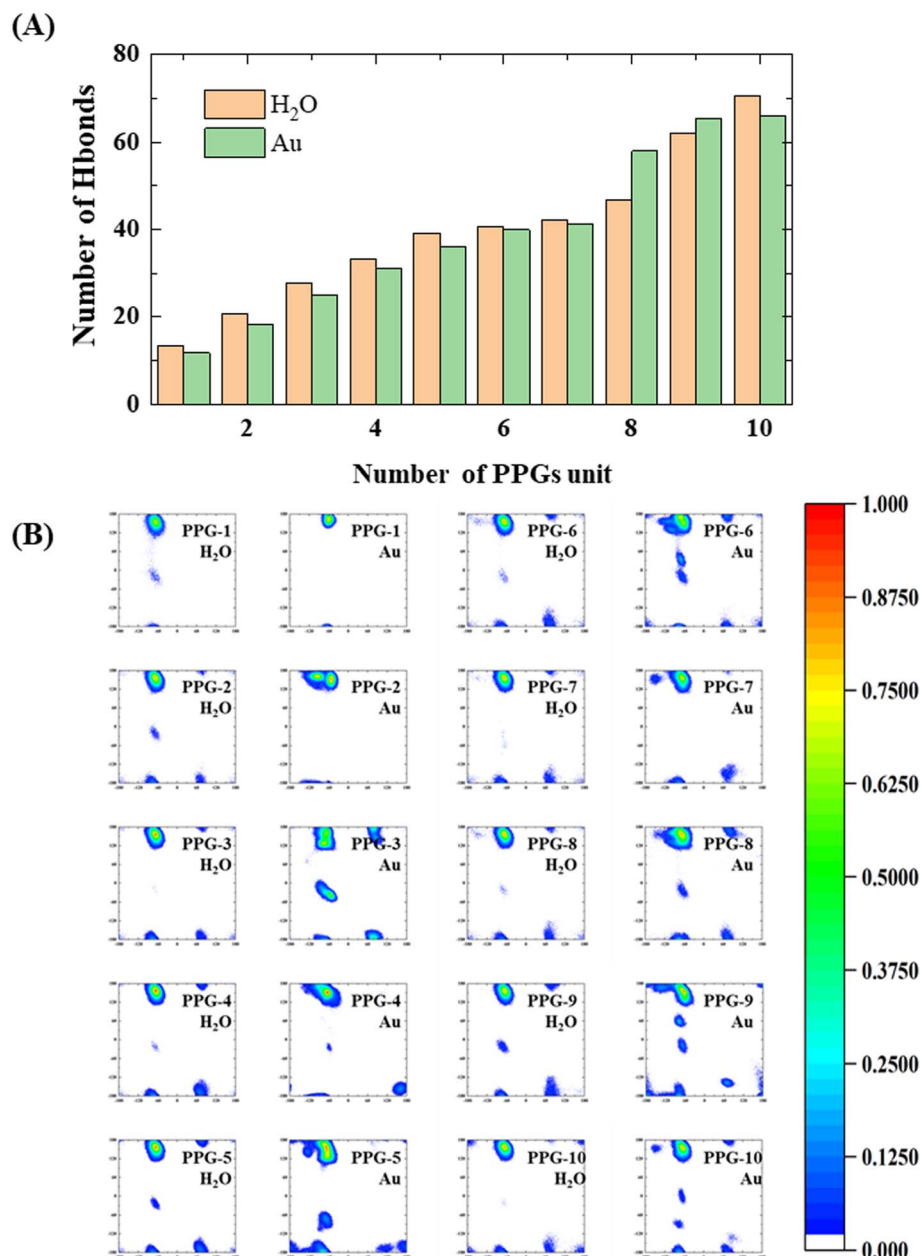 (A)
80
60
40
20
0
Number of Hbonds
H₂O
Au
2 4 6 8 10
Number of PPGs unit
(B)
PPG-1
H₂O
PPG-1
Au
PPG-6
H₂O
PPG-6
Au
PPG-2
H₂O
PPG-2
Au
PPG-7
H₂O
PPG-7
Au
PPG-3
H₂O
PPG-3
Au
PPG-8
H₂O
PPG-8
Au
PPG-4
H₂O
PPG-4
Au
PPG-9
H₂O
PPG-9
Au
PPG-5
H₂O
PPG-5
Au
PPG-10
H₂O
PPG-10
Au
1.000
0.8750
0.7500
0.6250
0.5000
0.3750
0.2500
0.1250
0.000